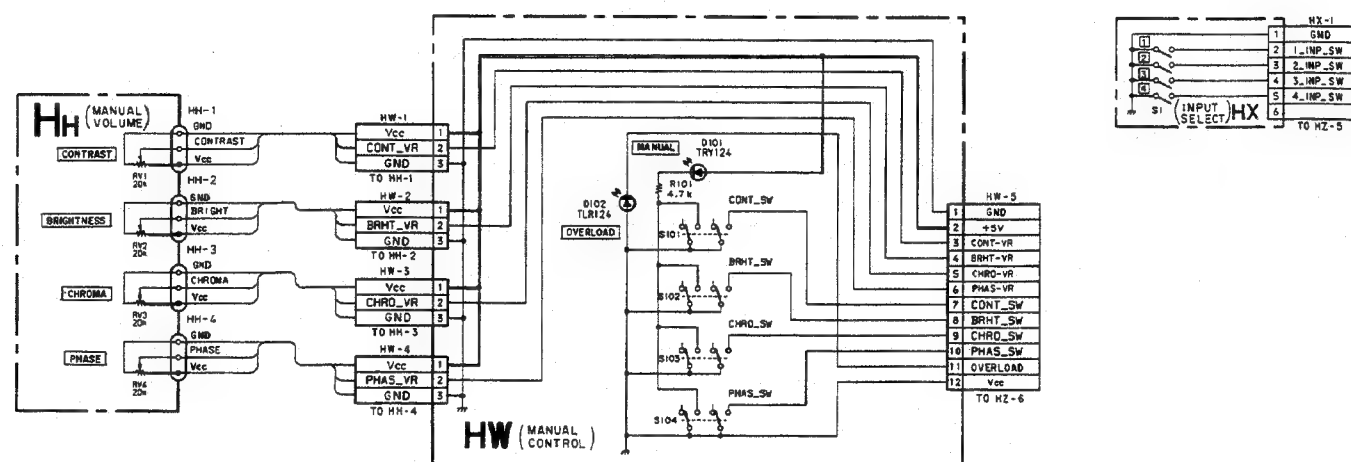 HH (MANUAL VOLUME)
HH-1
GND
CONTRAST
CONTRAST
Vcc
RV1
20K
HH-2
GND
BRIGHTNESS
BRIGHT
Vcc
RV2
20K
HH-3
GND
CHROMA
CHROMA
Vcc
RV3
20K
HH-4
GND
PHASE
PHASE
Vcc
RV4
20K
HW-1
Vcc 1
CONT_VR 2
GND 3
TO HH-1
HW-2
Vcc 1
BRHT_VR 2
GND 3
TO HH-2
HW-3
Vcc 1
CHRO_VR 2
GND 3
TO HH-3
HW-4
Vcc 1
PHAS_VR 2
GND 3
TO HH-4
HW (MANUAL CONTROL)
MANUAL
D101
TRY124
R101
4.7k
D102
TLR124
OVERLOAD
CONT_SW
S101
BRHT_SW
S102
CHRO_SW
S103
PHAS_SW
S104
HW-5
1 GND
2 +5V
3 CONT-VR
4 BRHT-VR
5 CHRO-VR
6 PHAS-VR
7 CONT_SW
8 BRHT_SW
9 CHRO_SW
10 PHAS_SW
11 OVERLOAD
12 Vcc
TO HZ-6
HX-1
1 GND
1 2 1_INP_SW
2 3 2_INP_SW
3 4 3_INP_SW
4 5 4_INP_SW
6
S1 (INPUT SELECT) HX
TO HZ-5